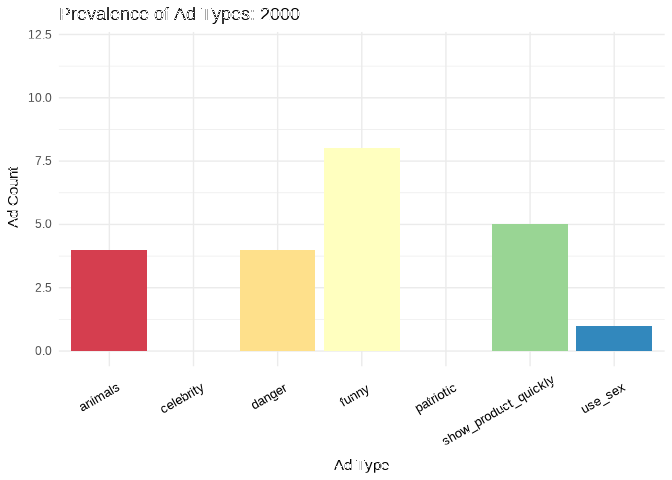 Prevalence of Ad Types: 2000
12.5
10.0
7.5
5.0
2.5
0.0
Ad Count
animals
celebrity
danger
funny
patriotic
show_product_quickly
use_sex
Ad Type